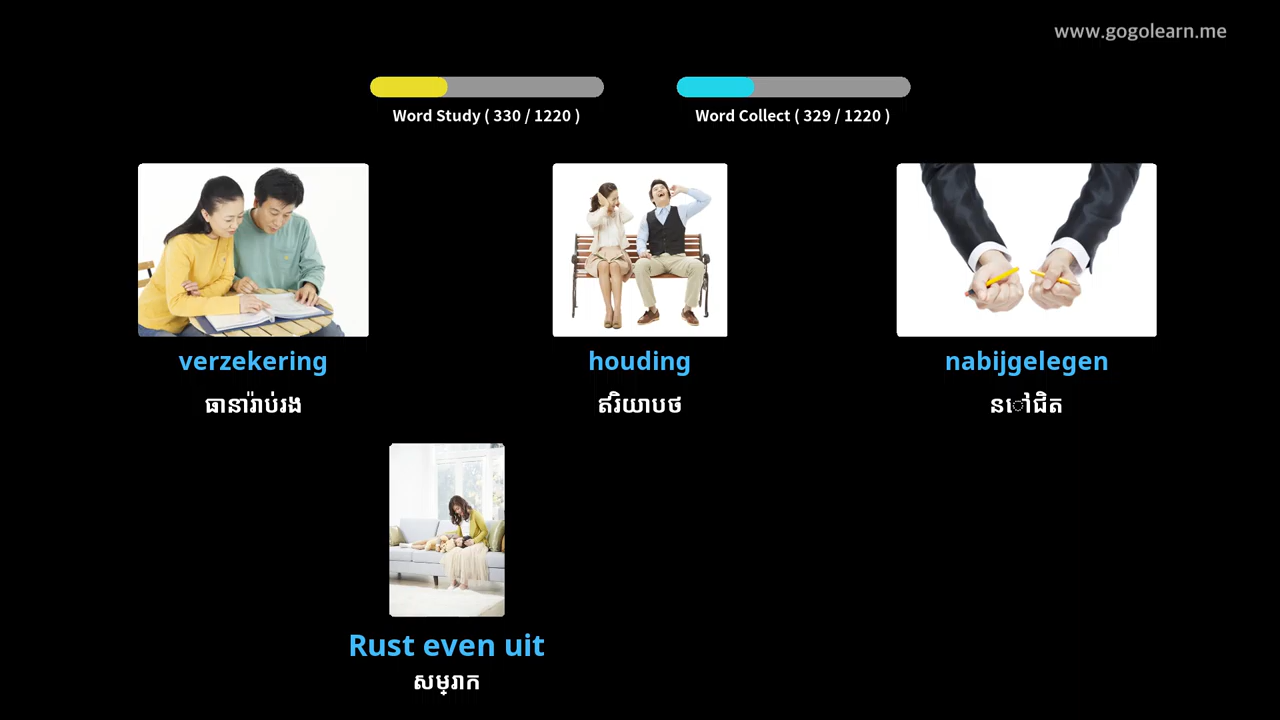 www.gogolearn.me
Word Study ( 330 / 1220 )
Word Collect ( 329 / 1220 )
verzekering
houding
nabijgelegen
ធានារ៉ាប់រង
ឥរិយាបថ
នៅជិត
Rust even uit
សម្រាក